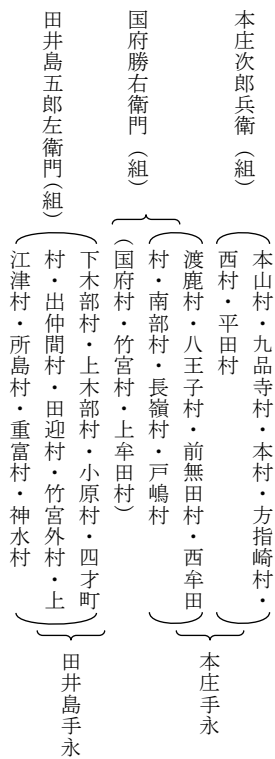 本庄次郎兵衛（組）
本山村・九品寺村・本村・方指崎村・
西村・平田村
国府勝右衛門（組）
渡鹿村・八王子村・前無田村・西牟田
村・南部村・長嶺村・戸嶋村
（国府村・竹宮村・上牟田村）
田井島五郎左衛門（組）
下木部村・上木部村・小原村・四才町
村・出仲間村・田迎村・竹宮外村・上
江津村・所島村・重富村・神水村
本庄手永
田井島手永